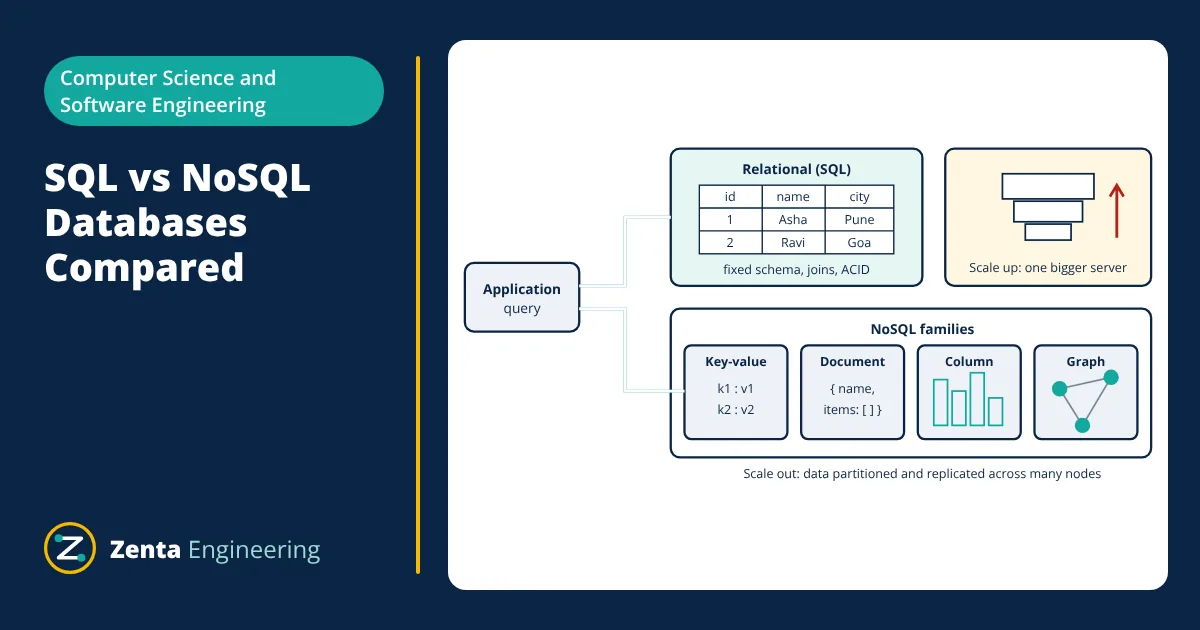 Computer Science and
Software Engineering
SQL vs NoSQL
Databases
Compared
Zenta Engineering
Application
query
Relational (SQL)
id name city
1 Asha Pune
2 Ravi Goa
fixed schema, joins, ACID
Scale up: one bigger server
NoSQL families
Key-value
k1 : v1
k2 : v2
Document
{ name,
items: [ ] }
Column
Graph
Scale out: data partitioned and replicated across many nodes